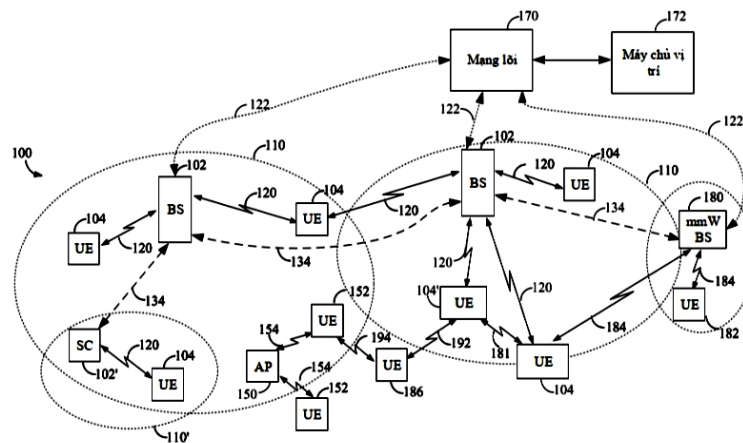 170
172
Mạng lõi
Máy chủ vị
trí
122
122
122
100
110
102
102
104
110
BS
120
104
UE
120
BS
120
UE
134
180
mmW
BS
104
UE
120
134
120
120
184
UE
182
134
104'
UE
152
UE
184
SC
102'
120
104
UE
154
194
192
181
UE
104
AP
150
154
152
UE
186
UE
110'